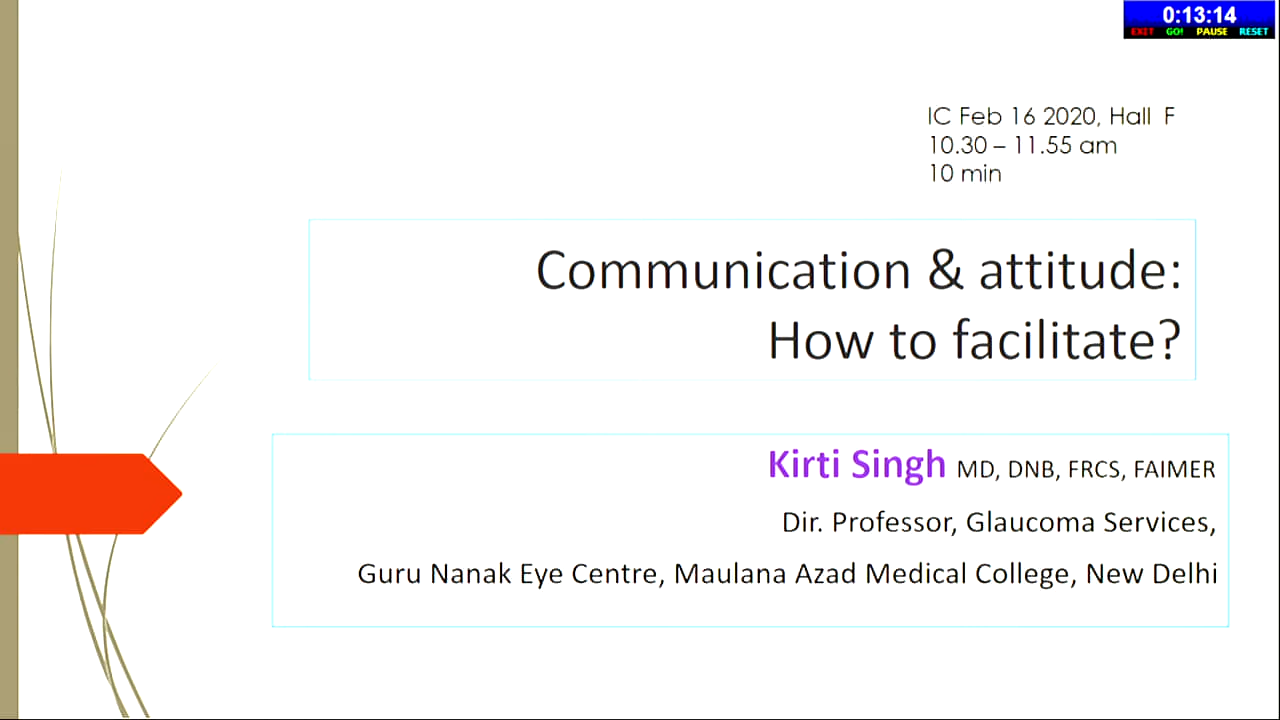 0:13:14
EXIT GO! PAUSE RESET
IC Feb 16 2020, Hall F
10.30 – 11.55 am
10 min
Communication & attitude:
How to facilitate?
Kirti Singh MD, DNB, FRCS, FAIMER
Dir. Professor, Glaucoma Services,
Guru Nanak Eye Centre, Maulana Azad Medical College, New Delhi